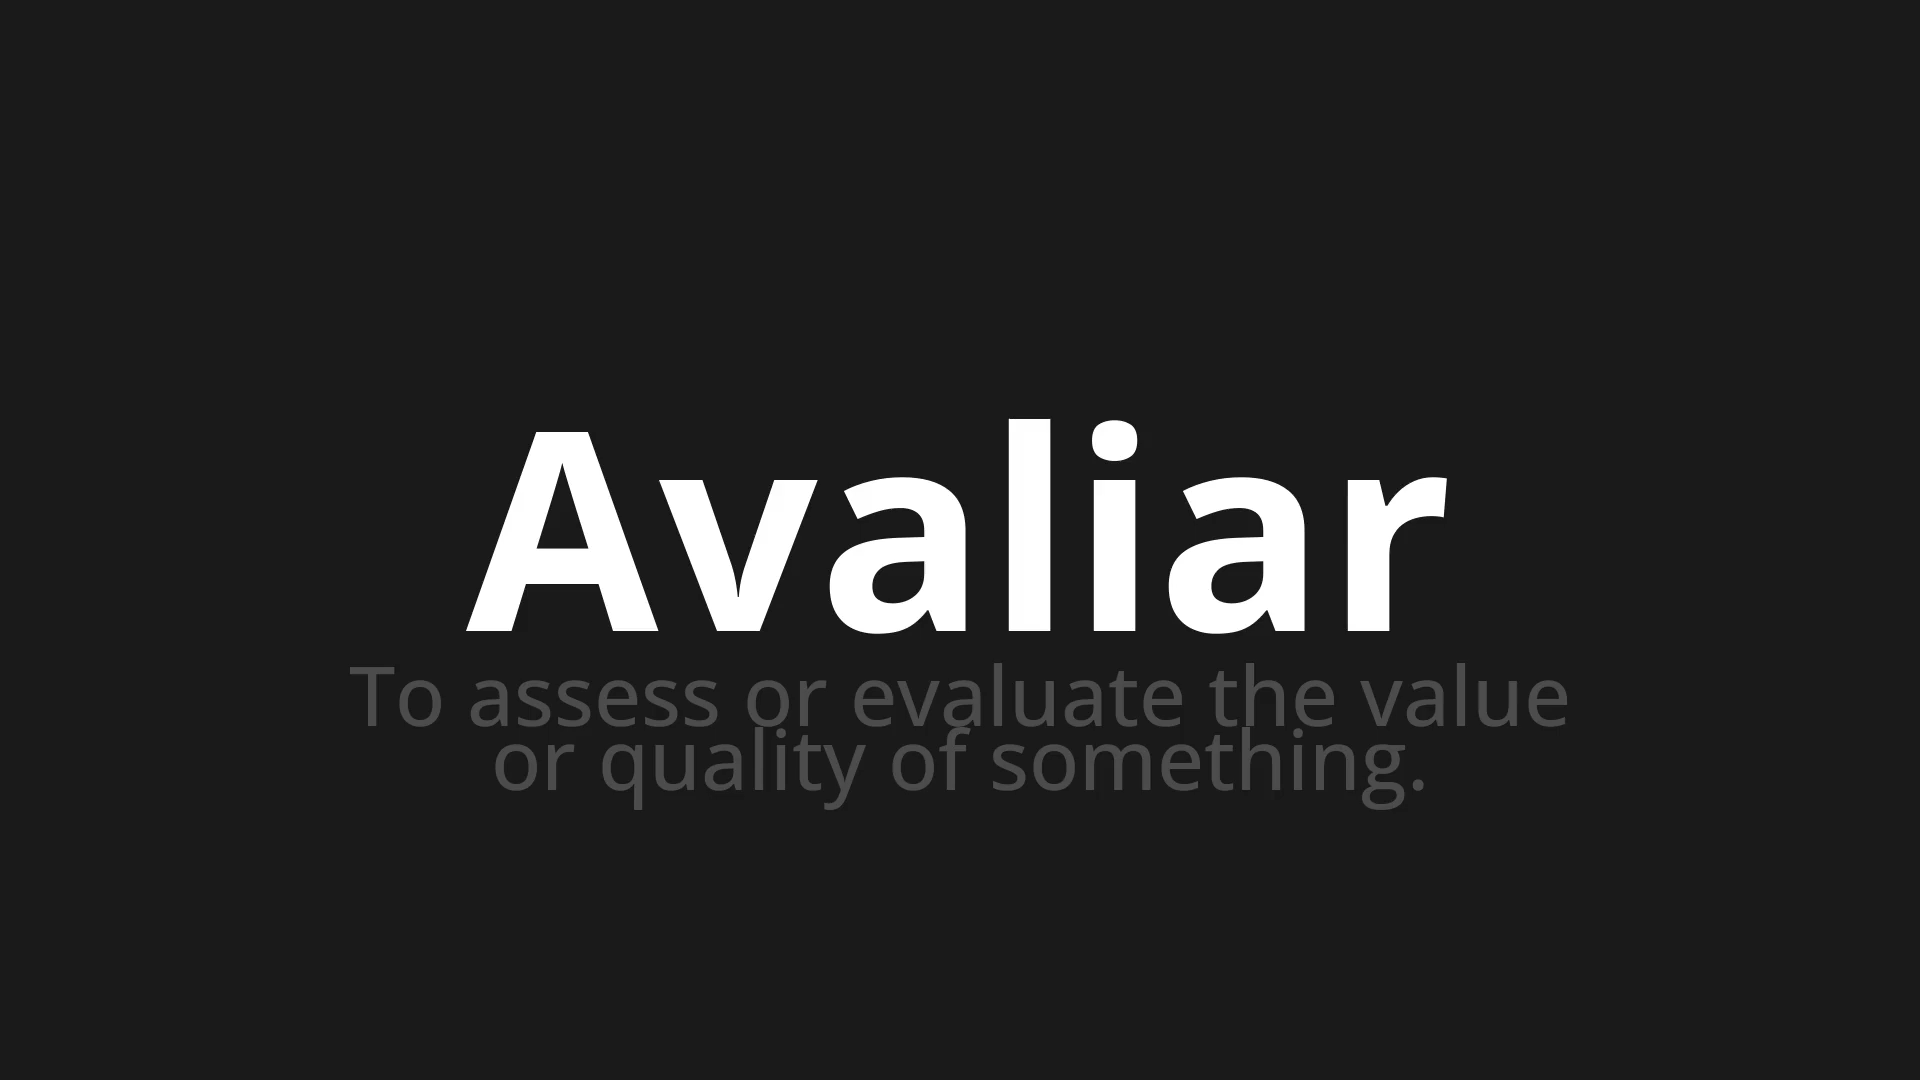 Avaliar
To assess or evaluate the value
or quality of something.